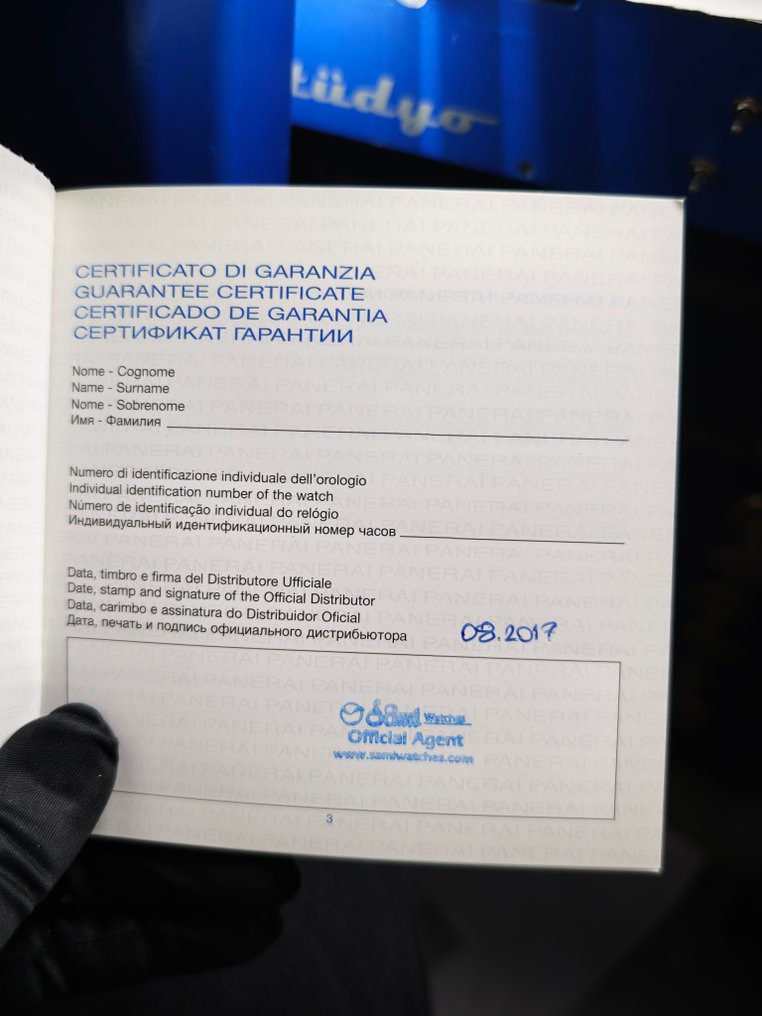 tüdyo
CERTIFICATO DI GARANZIA
GUARANTEE CERTIFICATE
CERTIFICADO DE GARANTIA
СЕРТИФИКАТ ГАРАНТИИ
Nome - Cognome
Name - Surname
Nome - Sobrenome
Имя - Фамилия
Numero di identificazione individuale dell'orologio
Individual identification number of the watch
Número de identificação individual do relógio
Индивидуальный идентификационный номер часов
Data, timbro e firma del Distributore Ufficiale
Date, stamp and signature of the Official Distributor
Data, carimbo e assinatura do Distribuidor Oficial
Дата, печать и подпись официального дистрибьютора 08.2017
Watches
Official Agent
www.samiwatches.com
3